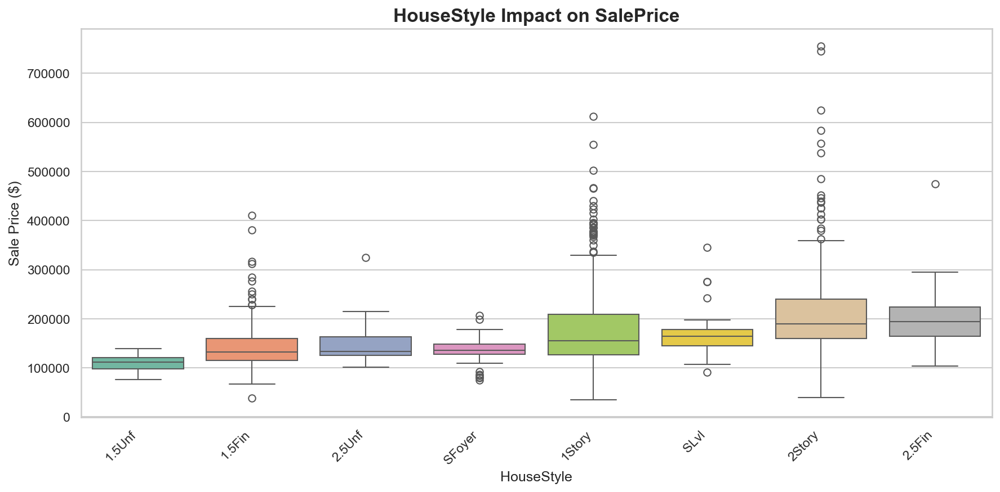 HouseStyle Impact on SalePrice
Sale Price ($)
700000
600000
500000
400000
300000
200000
100000
0
1.5Unf
1.5Fin
2.5Unf
SFoyer
1Story
SLvl
2Story
2.5Fin
HouseStyle